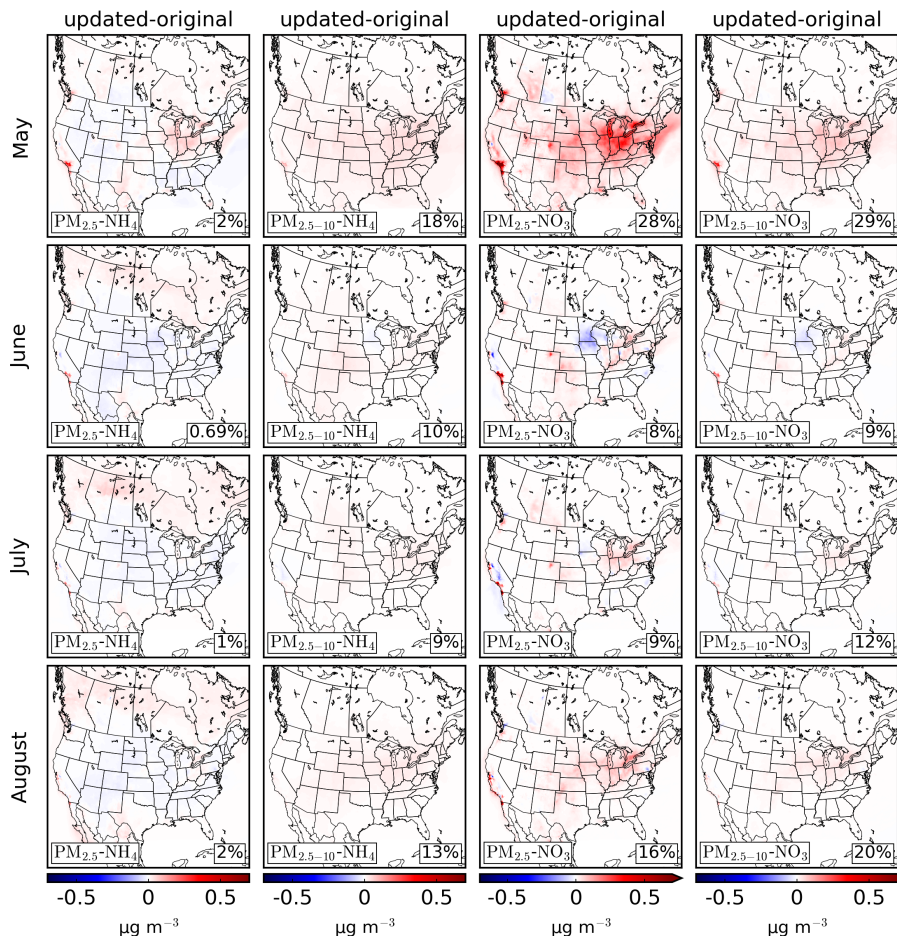 updated-original updated-original updated-original updated-original
May
PM₂.₅-NH₄ 2% PM₂.₅₋₁₀-NH₄ 18% PM₂.₅-NO₃ 28% PM₂.₅₋₁₀-NO₃ 29%
June
PM₂.₅-NH₄ 0.69% PM₂.₅₋₁₀-NH₄ 10% PM₂.₅-NO₃ 8% PM₂.₅₋₁₀-NO₃ 9%
July
PM₂.₅-NH₄ 1% PM₂.₅₋₁₀-NH₄ 9% PM₂.₅-NO₃ 9% PM₂.₅₋₁₀-NO₃ 12%
August
PM₂.₅-NH₄ 2% PM₂.₅₋₁₀-NH₄ 13% PM₂.₅-NO₃ 16% PM₂.₅₋₁₀-NO₃ 20%
-0.5 0 0.5 -0.5 0 0.5 -0.5 0 0.5 -0.5 0 0.5
µg m⁻³ µg m⁻³ µg m⁻³ µg m⁻³